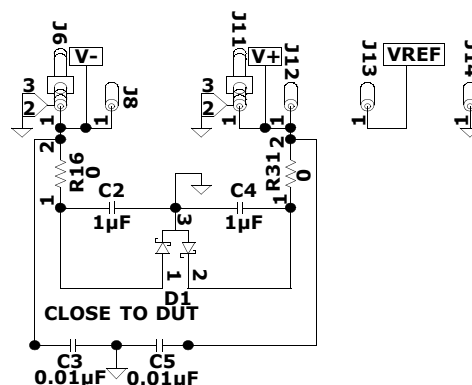 J6
V-
J11
V+
J12
J13
VREF
J14
3
2
1
J8
1
3
2
1
1
1
1
2
R16
0
1
2
R31
0
1
C2
1µF
C4
1µF
3
1
2
D1
CLOSE TO DUT
C3
0.01µF
C5
0.01µF